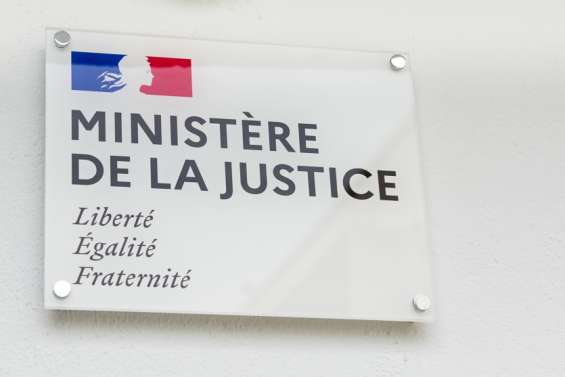 MINISTÈRE
DE LA JUSTICE
Liberté
Égalité
Fraternité